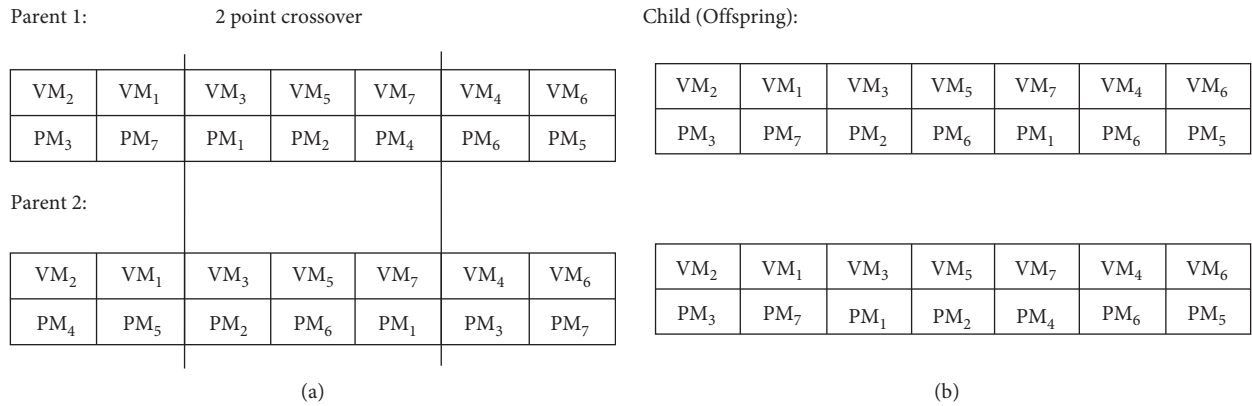 Parent 1: 2 point crossover
VM₂ VM₁ VM₃ VM₅ VM₇ VM₄ VM₆
PM₃ PM₇ PM₁ PM₂ PM₄ PM₆ PM₅
Parent 2:
VM₂ VM₁ VM₃ VM₅ VM₇ VM₄ VM₆
PM₄ PM₅ PM₂ PM₆ PM₁ PM₃ PM₇
(a)
Child (Offspring):
VM₂ VM₁ VM₃ VM₅ VM₇ VM₄ VM₆
PM₃ PM₇ PM₂ PM₆ PM₁ PM₆ PM₅
VM₂ VM₁ VM₃ VM₅ VM₇ VM₄ VM₆
PM₃ PM₇ PM₁ PM₂ PM₄ PM₆ PM₅
(b)